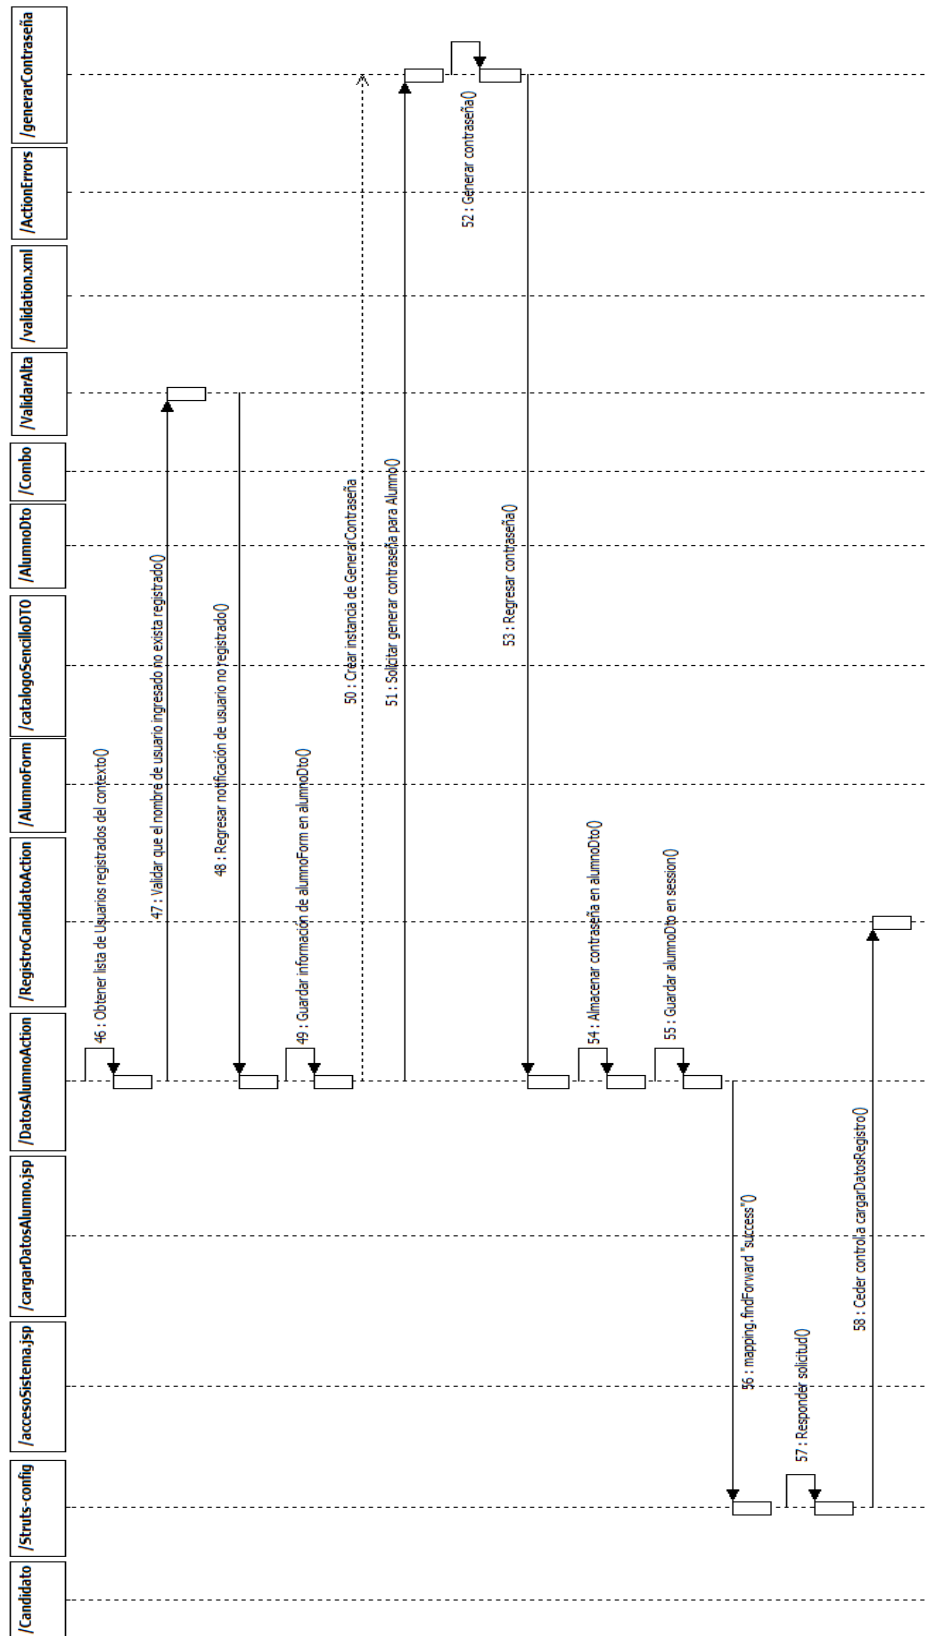 /Candidato
/Struts-config
/accesoSistema.jsp
/cargarDatosAlumno.jsp
/DatosAlumnoAction
/RegistroCandidatoAction
/AlumnoForm
/catalogoSencilloDTO
/AlumnoDto
/Combo
/ValidarAlta
/validation.xml
/ActionErrors
/generarContraseña
46 : Obtener lista de Usuarios registrados del contexto()
47 : Validar que el nombre de usuario ingresado no exista registrado()
48 : Regresar notificación de usuario no registrado()
49 : Guardar información de alumnoForm en alumnoDto()
50 : Crear instancia de GenerarContraseña
51 : Solicitar generar contraseña para Alumno()
52 : Generar contraseña()
53 : Regresar contraseña()
54 : Almacenar contraseña en alumnoDto()
55 : Guardar alumnoDto en session()
56 : mapping.findForward "success"()
57 : Responder solicitud()
58 : Ceder control a cargarDatosRegistro()